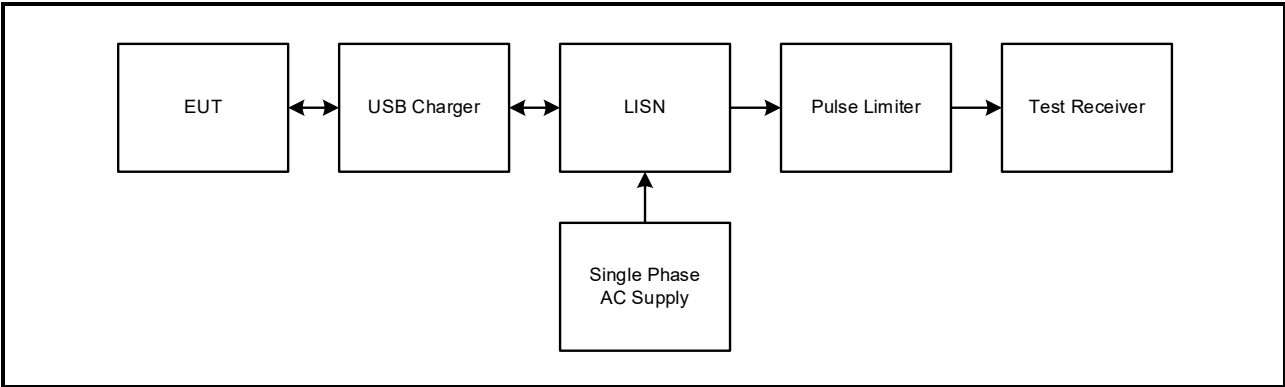 EUT
USB Charger
LISN
Pulse Limiter
Test Receiver
Single Phase
AC Supply